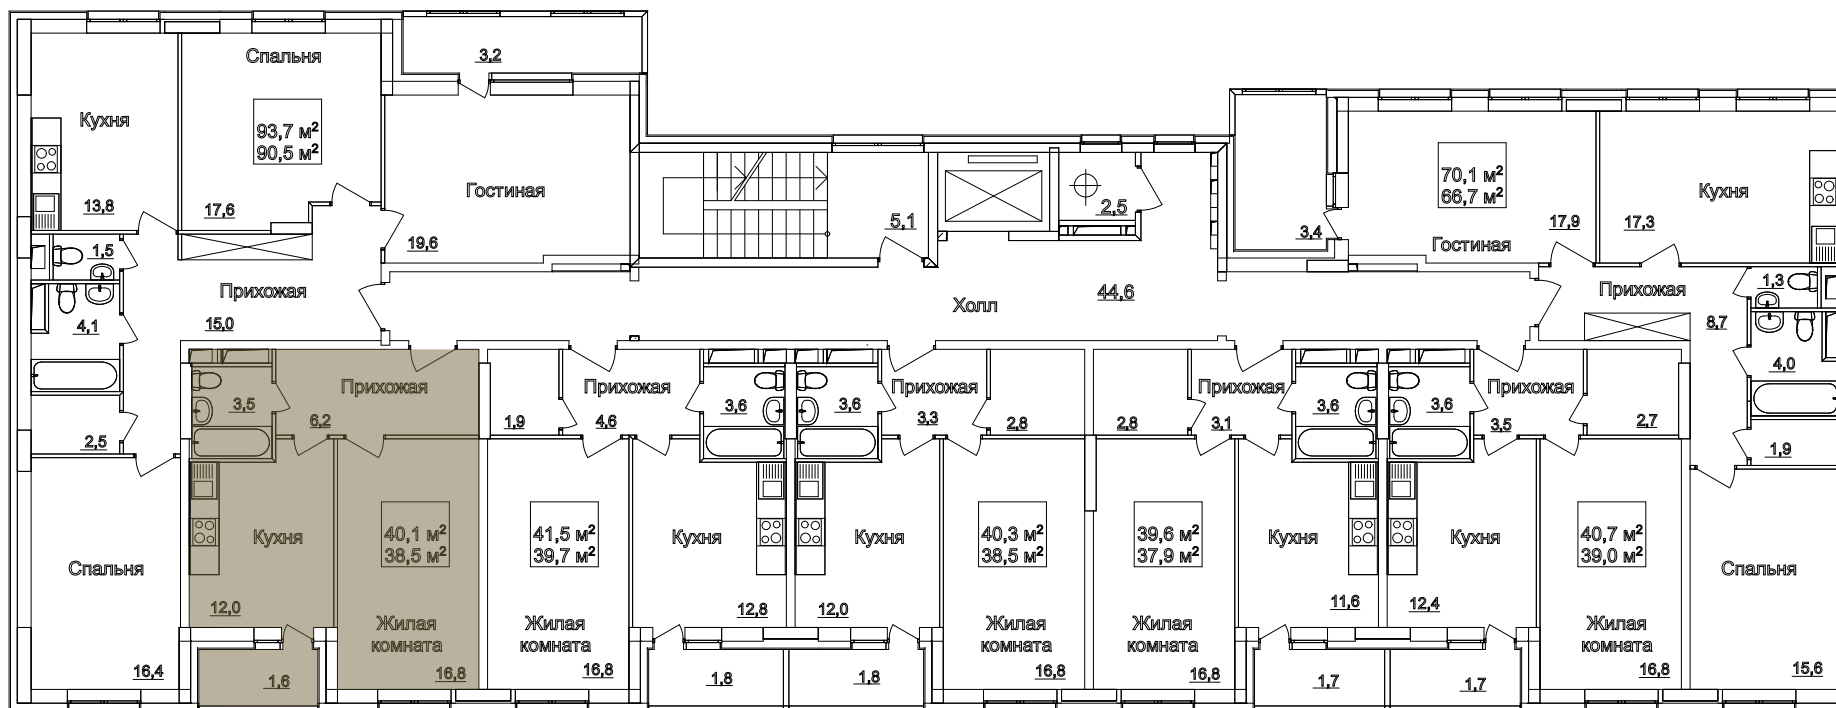 3,2
Спальня
Кухня
93,7 м²
90,5 м²
13,8
17,6
Гостиная
19,6
5,1
2,5
3,4
70,1 м²
66,7 м²
17,9
Гостиная
Кухня
17,3
1,5
4,1
Прихожая
15,0
2,5
Холл
44,6
Прихожая
8,7
1,3
4,0
1,9
3,5
Прихожая
6,2
1,9
Прихожая
4,6
3,6
3,6
Прихожая
3,3
2,8
2,8
Прихожая
3,1
3,6
3,6
Прихожая
3,5
2,7
Спальня
16,4
Кухня
12,0
40,1 м²
38,5 м²
Жилая
комната
16,8
1,6
41,5 м²
39,7 м²
Жилая
комната
16,8
Кухня
12,8
1,8
Кухня
12,0
1,8
40,3 м²
38,5 м²
Жилая
комната
16,8
39,6 м²
37,9 м²
Жилая
комната
16,8
Кухня
11,6
1,7
Кухня
12,4
1,7
40,7 м²
39,0 м²
Жилая
комната
16,8
Спальня
15,6